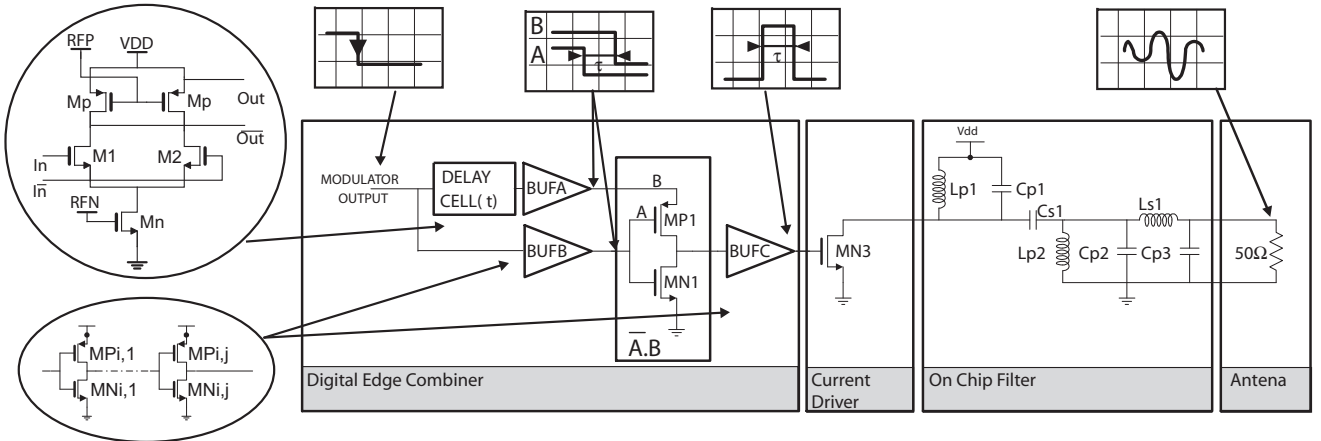 RFP
VDD
Mp
Mp
Out
O̅u̅t̅
In
M1
M2
In̅
RFN
Mn
MPi,1
MPi,j
MNi,1
MNi,j
B
A
τ
τ
MODULATOR
OUTPUT
DELAY
CELL( t)
BUFA
BUFB
B
A
MP1
MN1
A̅.B
BUFC
MN3
Vdd
Lp1
Cp1
Cs1
Ls1
Lp2
Cp2
Cp3
50Ω
Digital Edge Combiner
Current
Driver
On Chip Filter
Antena